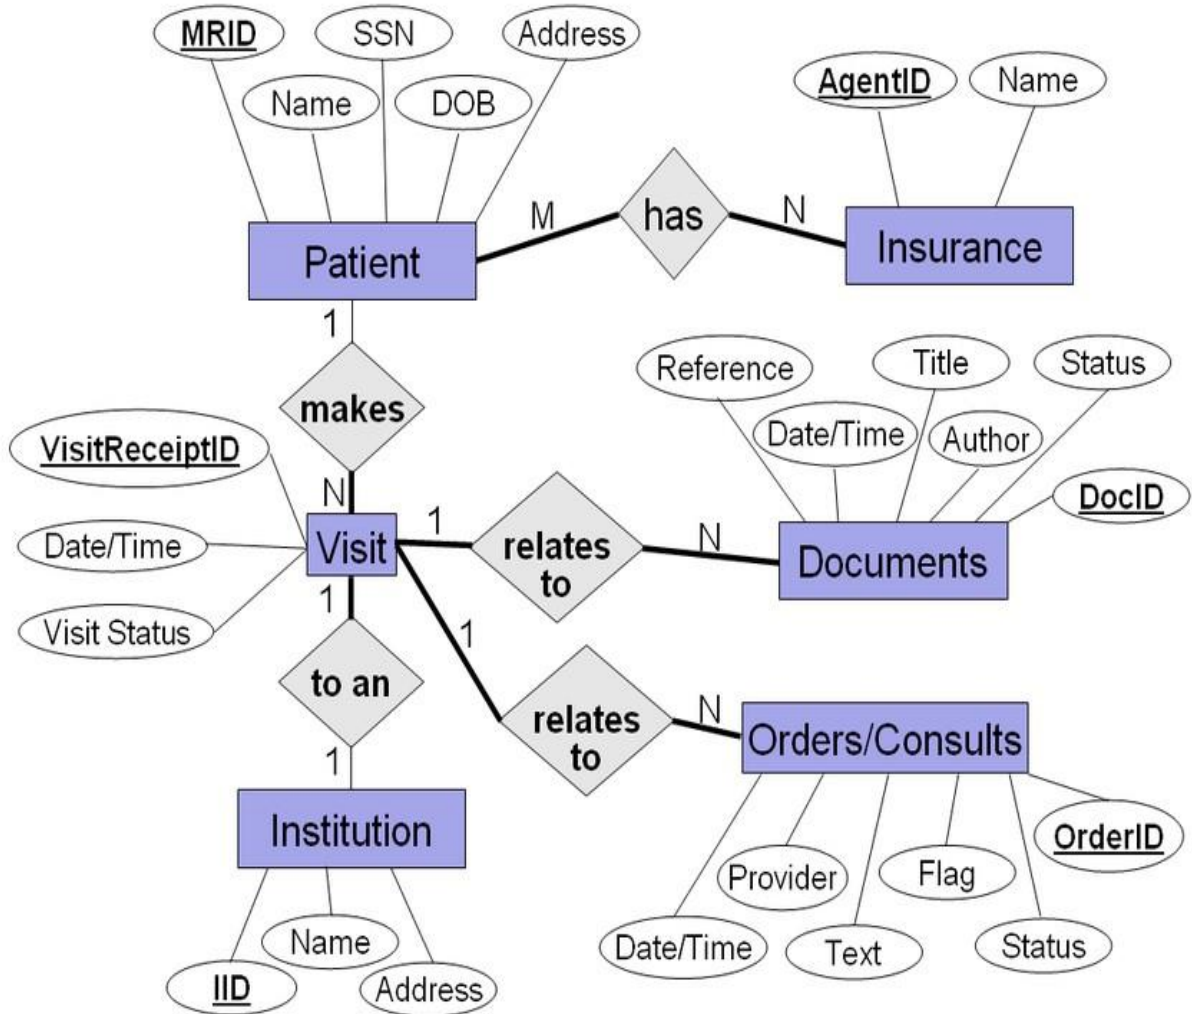 MRID
SSN
Address
Name
DOB
AgentID
Name
Patient
M
has
N
Insurance
1
makes
Reference
Title
Status
Date/Time
Author
VisitReceiptID
DocID
N
Visit
1
relates
to
N
Documents
Date/Time
Visit Status
1
to an
1
relates
to
N
Orders/Consults
1
Institution
OrderID
Provider
Flag
Date/Time
Text
Status
Name
IID
Address